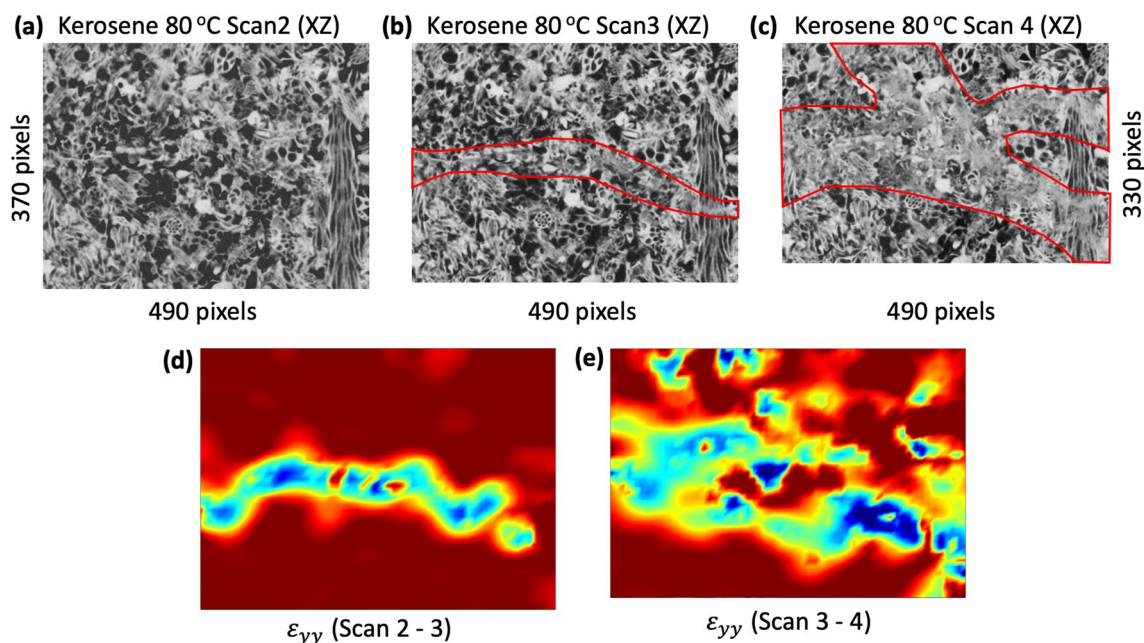 (a) Kerosene 80 °C Scan2 (XZ)
(b) Kerosene 80 °C Scan3 (XZ)
(c) Kerosene 80 °C Scan 4 (XZ)
370 pixels
330 pixels
490 pixels
490 pixels
490 pixels
(d)
(e)
εyy (Scan 2 - 3)
εyy (Scan 3 - 4)